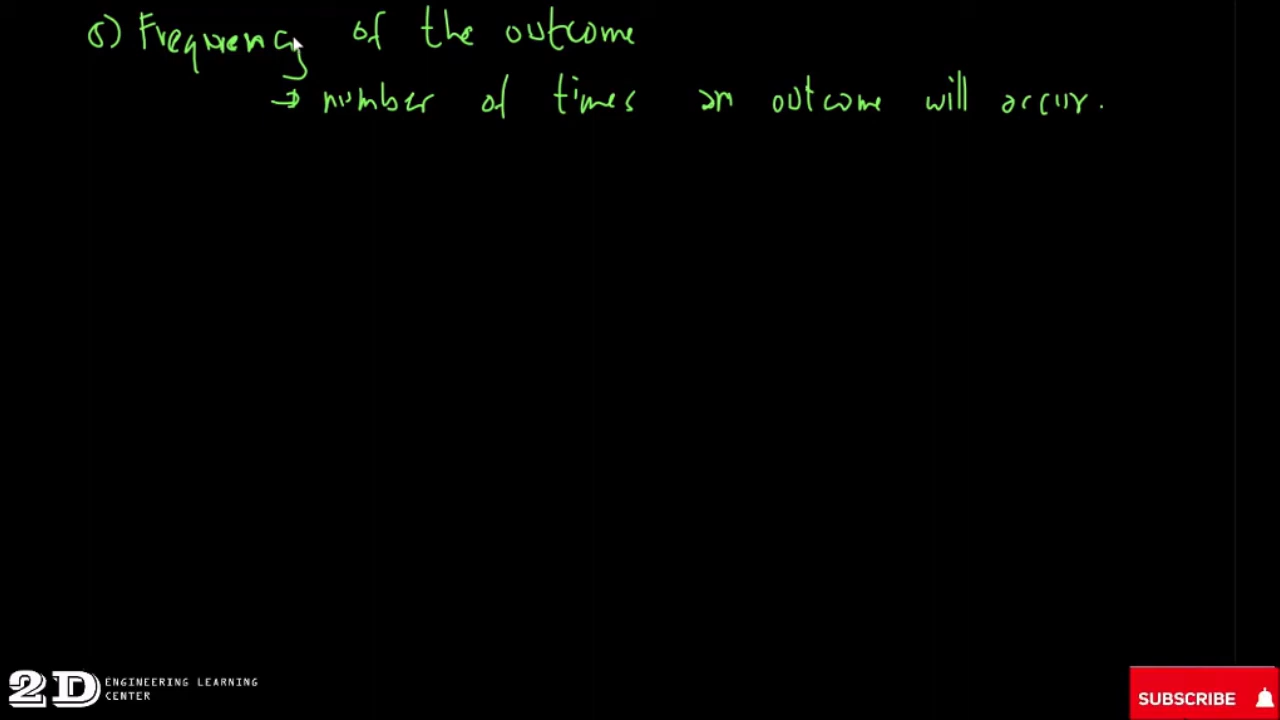 5) Frequency of the outcome
→ number of times an outcome will occur.
2D ENGINEERING LEARNING
CENTER
SUBSCRIBE